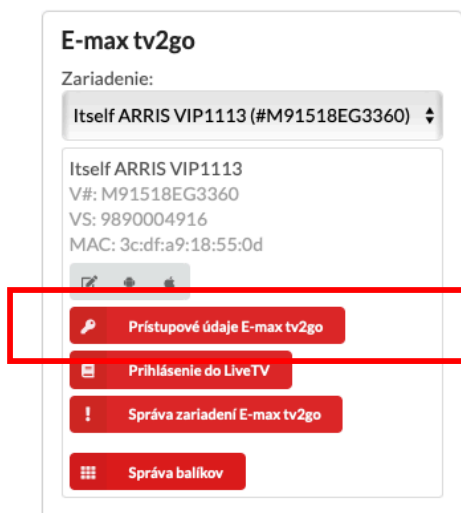 E-max tv2go
Zariadenie:
Itself ARRIS VIP1113 (#M91518EG3360)
Itself ARRIS VIP1113
V#: M91518EG3360
VS: 9890004916
MAC: 3c:df:a9:18:55:0d
Prístupové údaje E-max tv2go
Prihlásenie do LiveTV
Správa zariadení E-max tv2go
Správa balíkov